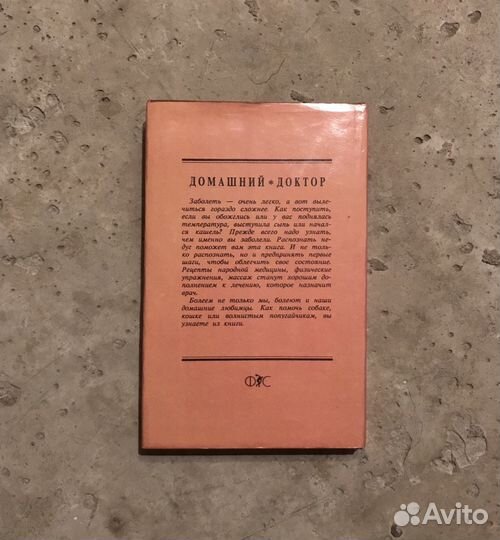 ДОМАШНИЙ * ДОКТОР
Заболеть — очень легко, а вот выле-
читься гораздо сложнее. Как поступить,
если вы обожглись или у вас поднялась
температура, выступила сыпь или начал-
ся кашель? Прежде всего надо узнать,
чем именно вы заболели. Распознать не-
дуг поможет вам эта книга. И не толь-
ко распознать, но и предпринять первые
шаги, чтобы облегчить свое состояние.
Рецепты народной медицины, физические
упражнения, массаж станут хорошим до-
полнением к лечению, которое назначит
врач.
Болеем не только мы, болеют и наши
домашние любимцы. Как помочь собаке,
кошке или волнистым попугайчикам, вы
узнаете из книги.
ФиС
Avito